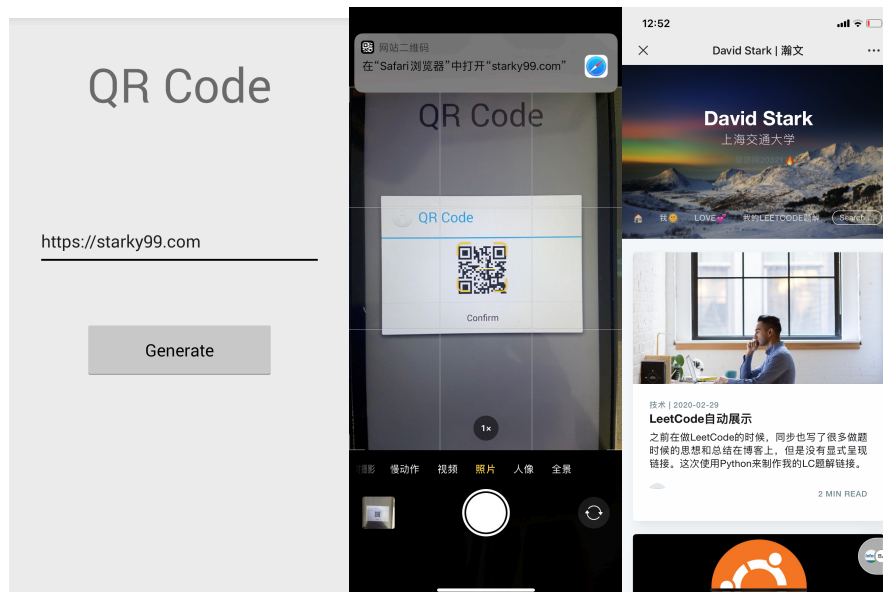 QR Code
https://starky99.com
Generate
网站二维码
在“Safari浏览器”中打开“starky99.com”
QR Code
QR Code
Confirm
1×
慢动作 视频 照片 人像 全景
12:52
David Stark | 瀚文
David Stark
上海交通大学
我 LOVE 我的LEETCODE题解 Search...
技术 | 2020-02-29
LeetCode自动展示
之前在做LeetCode的时候，同步也写了很多做题
时候的思想和总结在博客上，但是没有显式呈现
链接。这次使用Python来制作我的LC题解链接。
2 MIN READ